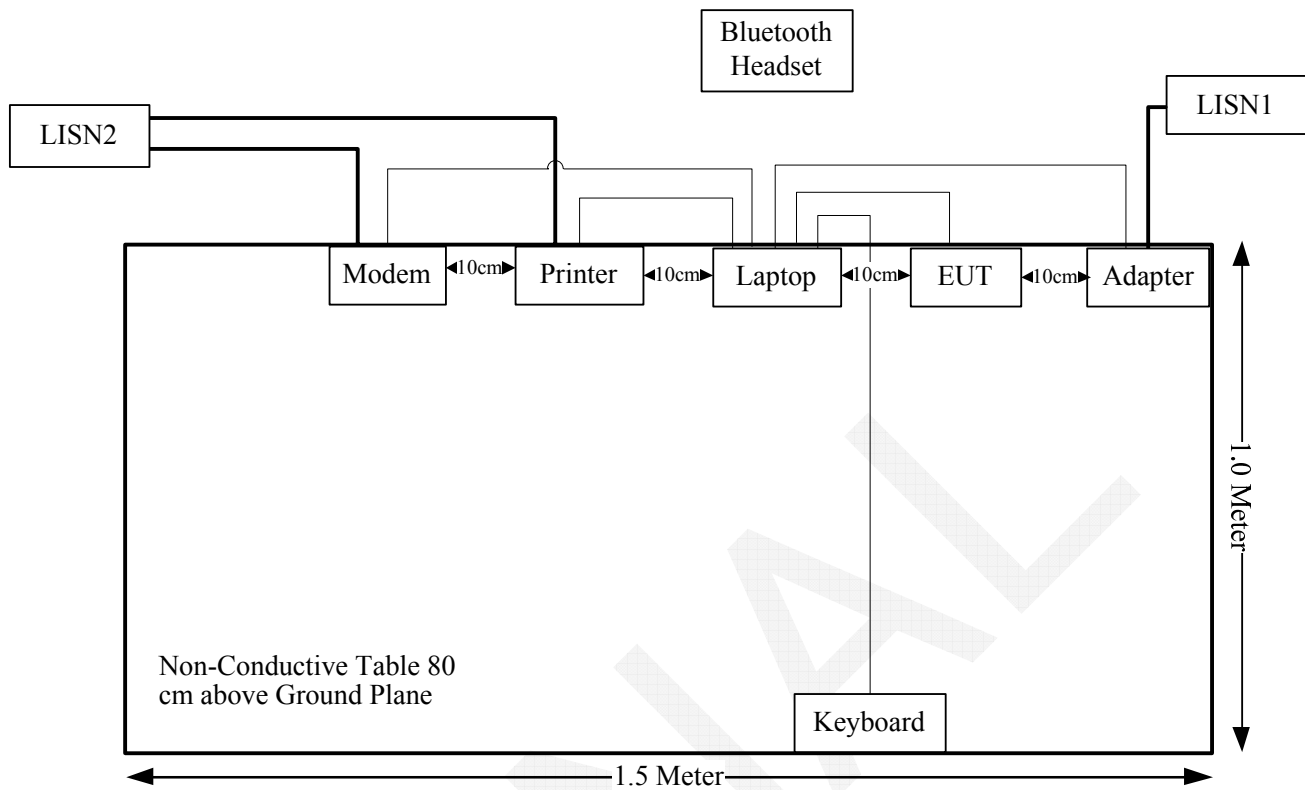 Bluetooth
Headset
LISN1
LISN2
Modem
10cm
Printer
10cm
Laptop
10cm
EUT
10cm
Adapter
1.0 Meter
Non-Conductive Table 80
cm above Ground Plane
Keyboard
1.5 Meter